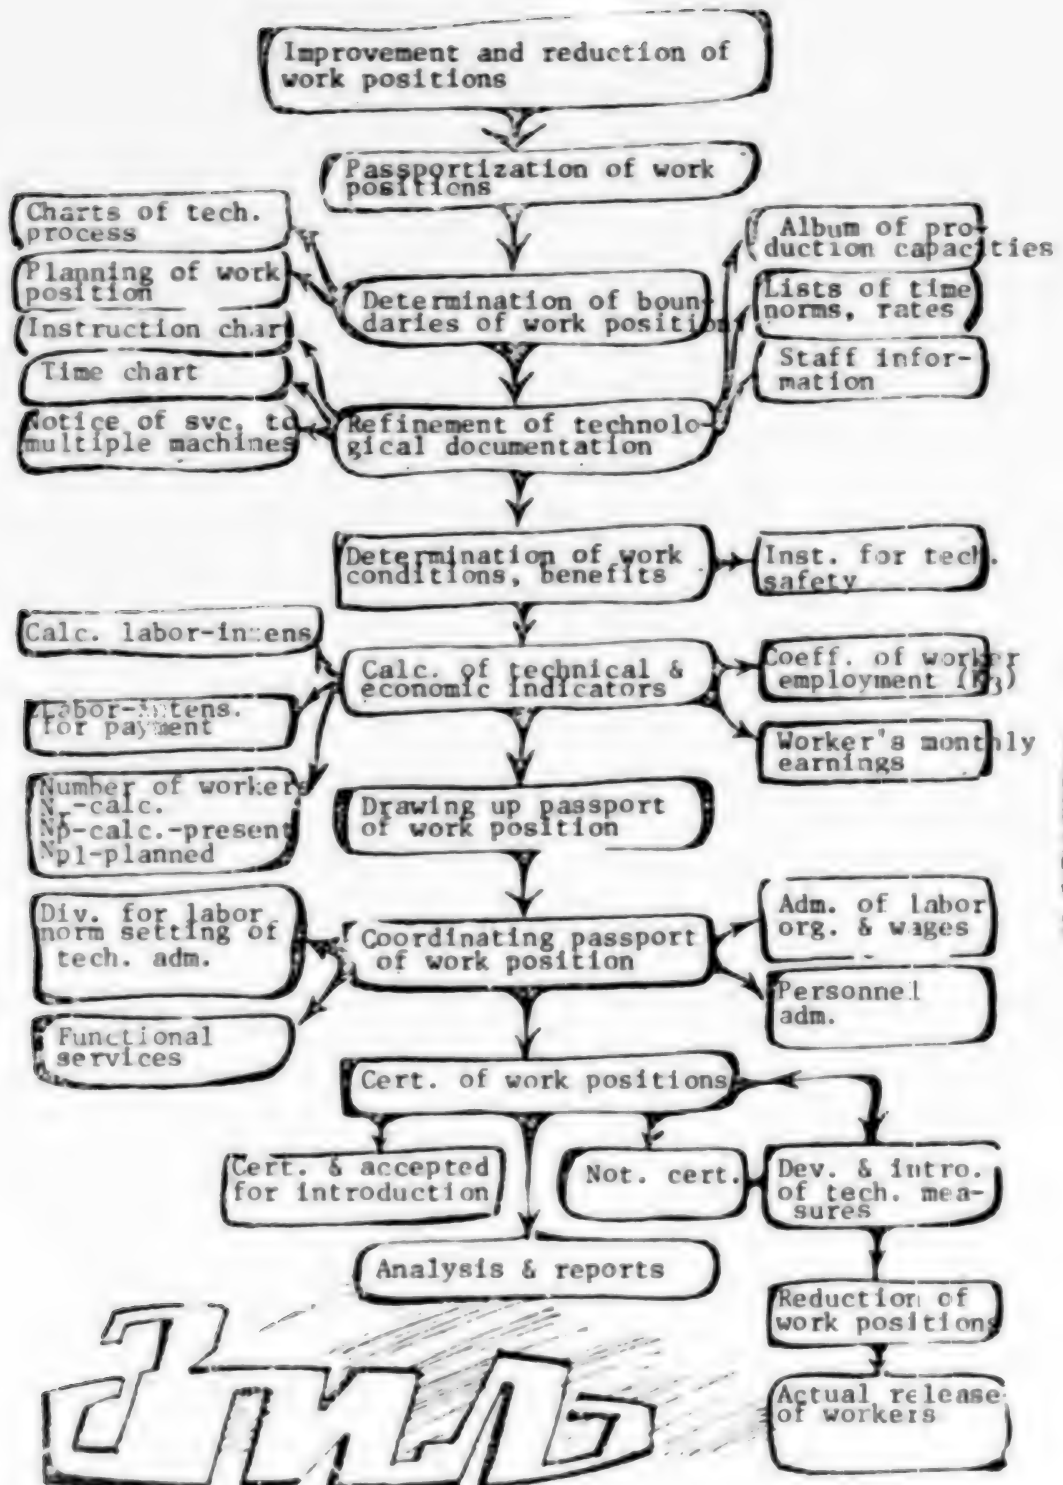 Improvement and reduction of
work positions
Passportization of work
positions
Charts of tech.
process
Planning of work
position
Instruction chart
Time chart
Notice of svc. to
multiple machines
Determination of boun-
daries of work position
Album of pro-
duction capacities
Lists of time
norms, rates
Staff infor-
mation
Refinement of technolo-
gical documentation
Determination of work
conditions, benefits
Inst. for tech.
safety
Calc. labor-intens
Labor-intens.
for payment
Number of workers
Nr-calc.
Np-calc.-present
Npl-planned
Calc. of technical &
economic indicators
Coeff. of worker
employment (K3)
Worker's monthly
earnings
Drawing up passport
of work position
Div. for labor
norm setting of
tech. adm.
Functional
services
Coordinating passport
of work position
Adm. of labor
org. & wages
Personnel
adm.
Cert. of work positions
Cert. & accepted
for introduction
Not. cert.
Dev. & intro.
of tech. mea-
sures
Analysis & reports
Reduction of
work positions
Actual release
of workers
ЗИЛ